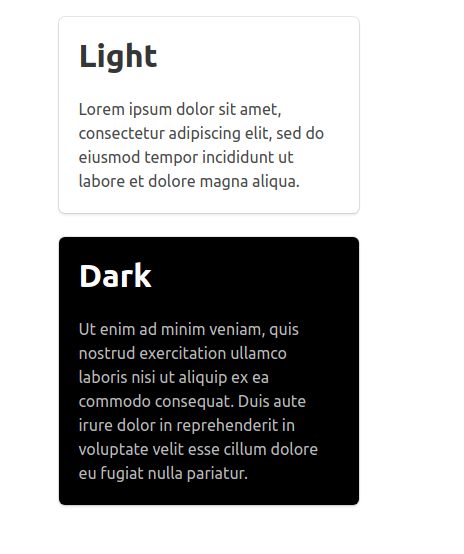 Light
Lorem ipsum dolor sit amet,
consectetur adipiscing elit, sed do
eiusmod tempor incididunt ut
labore et dolore magna aliqua.
Dark
Ut enim ad minim veniam, quis
nostrud exercitation ullamco
laboris nisi ut aliquip ex ea
commodo consequat. Duis aute
irure dolor in reprehenderit in
voluptate velit esse cillum dolore
eu fugiat nulla pariatur.